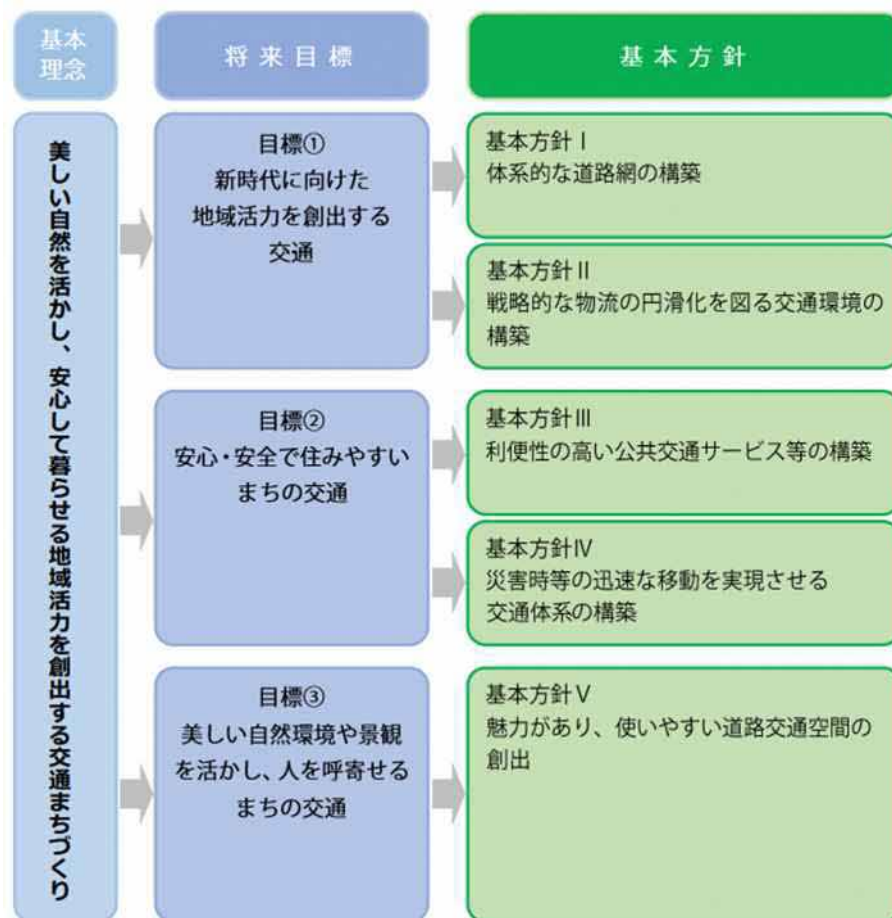 基本
理念
将来目標
基本方針
美しい自然を活かし、安心して暮らせる地域活力を創出する交通まちづくり
目標①
新時代に向けた
地域活力を創出する
交通
基本方針Ⅰ
体系的な道路網の構築
基本方針Ⅱ
戦略的な物流の円滑化を図る交通環境の
構築
目標②
安心・安全で住みやすい
まちの交通
基本方針Ⅲ
利便性の高い公共交通サービス等の構築
基本方針Ⅳ
災害時等の迅速な移動を実現させる
交通体系の構築
目標③
美しい自然環境や景観
を活かし、人を呼寄せる
まちの交通
基本方針Ⅴ
魅力があり、使いやすい道路交通空間の
創出